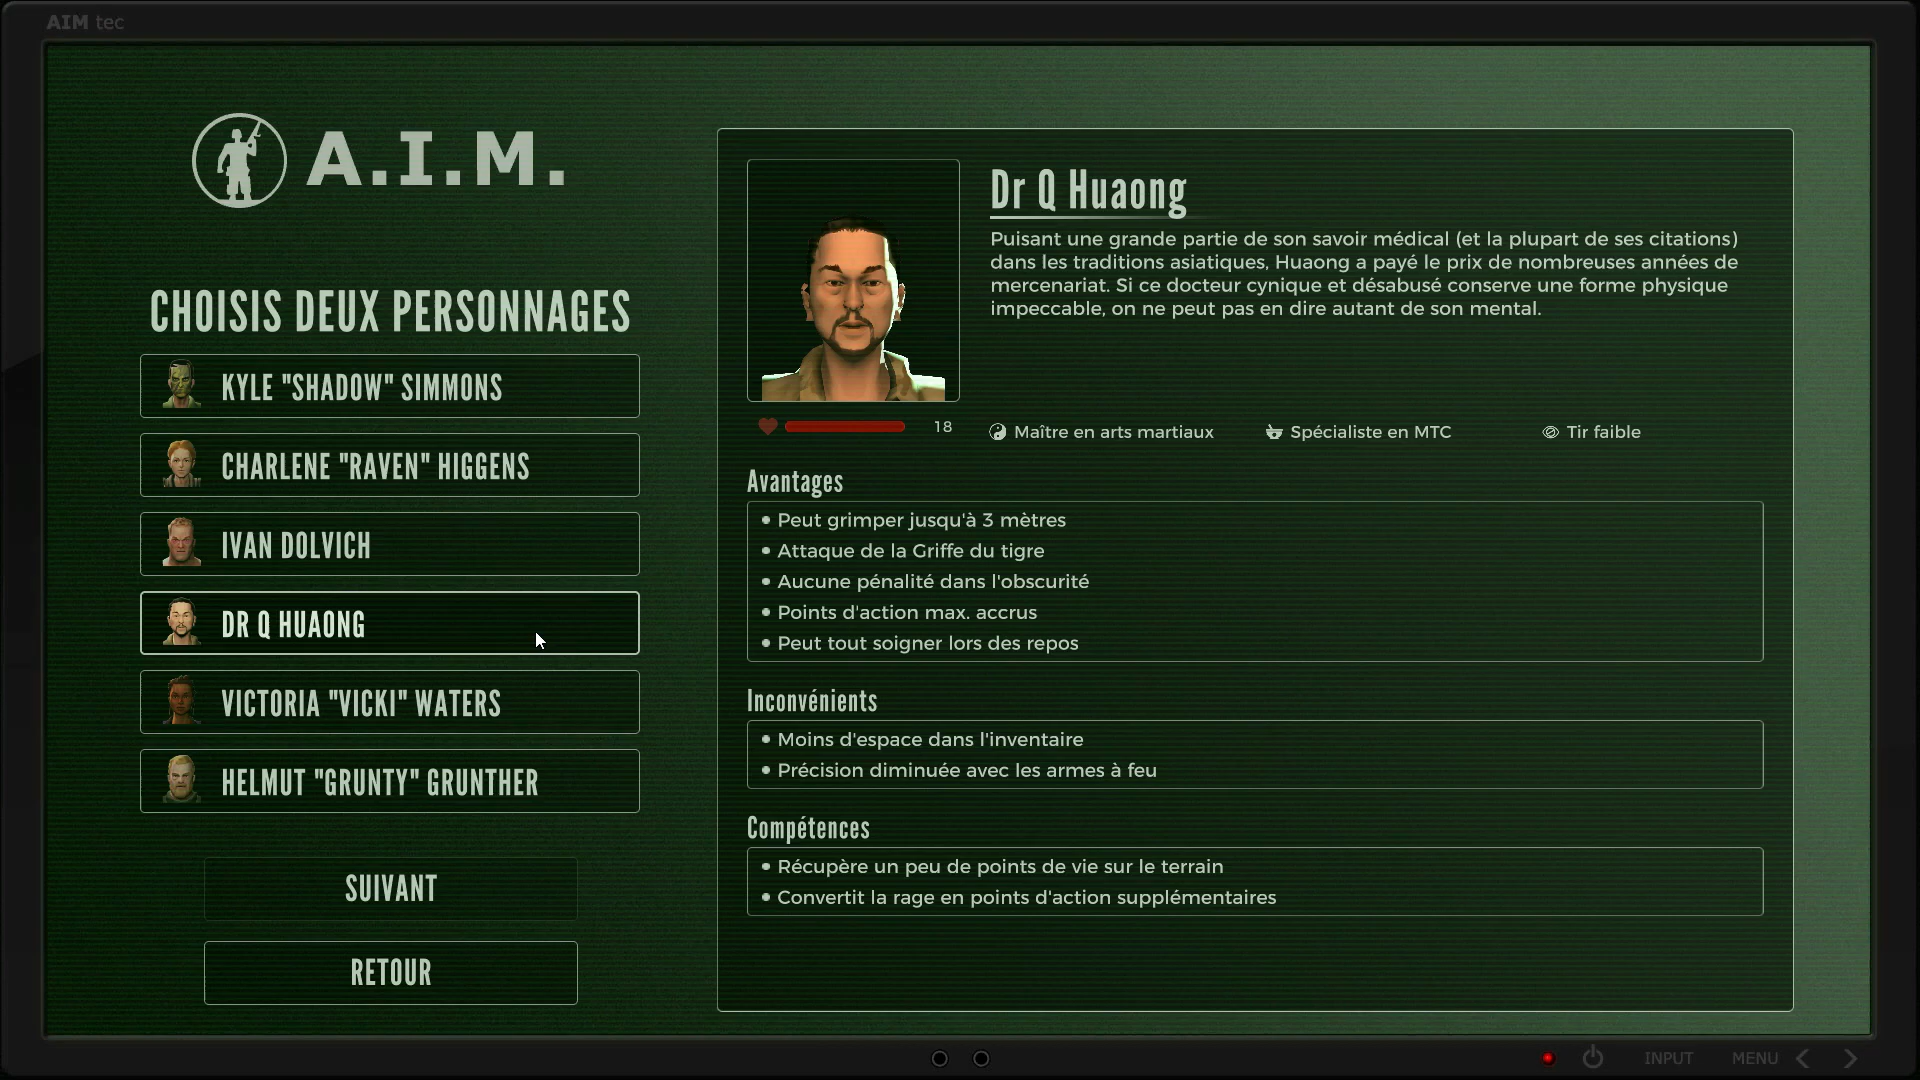 AIM tec
A.I.M.
CHOISIS DEUX PERSONNAGES
KYLE "SHADOW" SIMMONS
CHARLENE "RAVEN" HIGGENS
IVAN DOLVICH
DR Q HUAONG
VICTORIA "VICKI" WATERS
HELMUT "GRUNTY" GRUNTHER
SUIVANT
RETOUR
Dr Q Huaong
Puisant une grande partie de son savoir médical (et la plupart de ses citations)
dans les traditions asiatiques, Huaong a payé le prix de nombreuses années de
mercenariat. Si ce docteur cynique et désabusé conserve une forme physique
impeccable, on ne peut pas en dire autant de son mental.
18
Maître en arts martiaux
Spécialiste en MTC
Tir faible
Avantages
• Peut grimper jusqu'à 3 mètres
• Attaque de la Griffe du tigre
• Aucune pénalité dans l'obscurité
• Points d'action max. accrus
• Peut tout soigner lors des repos
Inconvénients
• Moins d'espace dans l'inventaire
• Précision diminuée avec les armes à feu
Compétences
• Récupère un peu de points de vie sur le terrain
• Convertit la rage en points d'action supplémentaires
INPUT
MENU